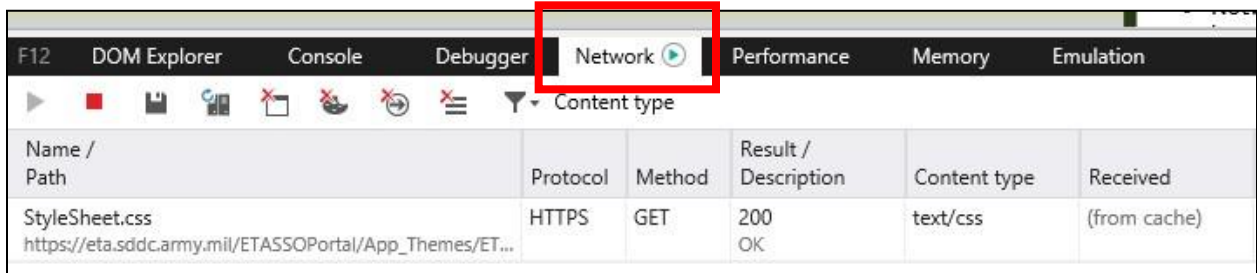 F12 DOM Explorer Console Debugger Network Performance Memory Emulation
Content type
Name /
Path Protocol Method Result /
Description Content type Received
StyleSheet.css HTTPS GET 200 text/css (from cache)
https://eta.sddc.army.mil/ETASSOPortal/App_Themes/ET... OK